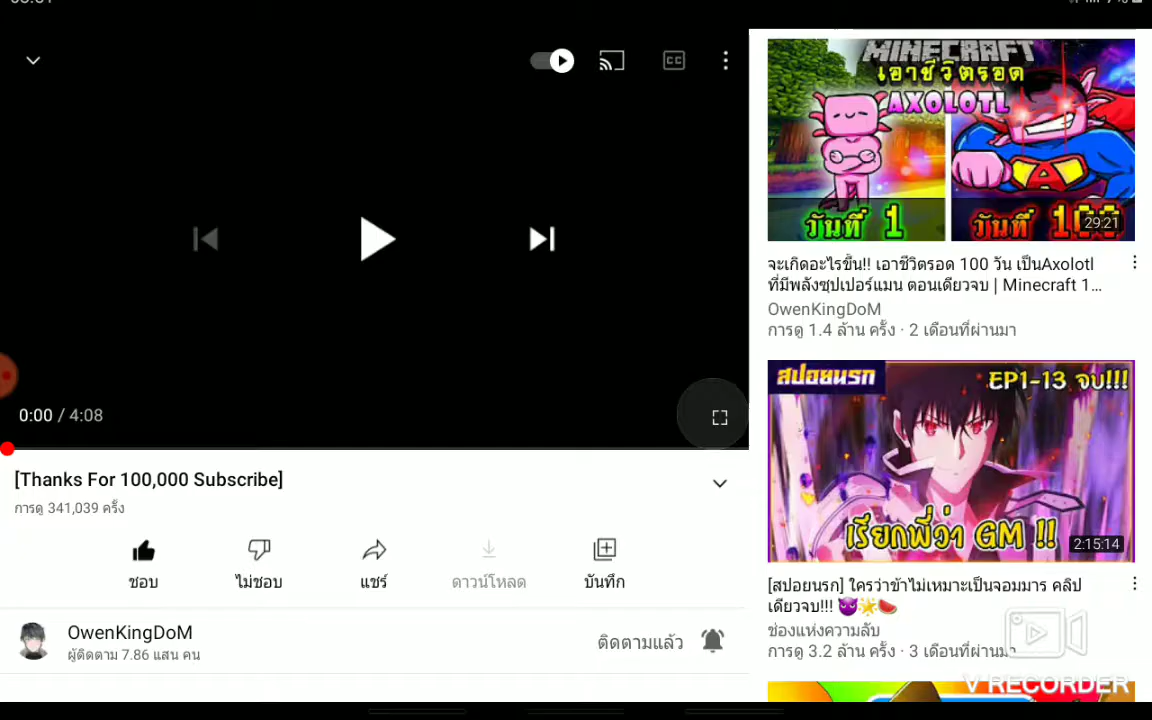 CC
0:00 / 4:08
[Thanks For 100,000 Subscribe]
การดู 341,039 ครั้ง
ชอบ
ไม่ชอบ
แชร์
ดาวน์โหลด
บันทึก
OwenKingDoM
ผู้ติดตาม 7.86 แสน คน
ติดตามแล้ว
MINECRAFT
เอาชีวิตรอด
AXOLOTL
วันที่ 1
วันที่ 100
29:21
จะเกิดอะไรขึ้น!! เอาชีวิตรอด 100 วัน เป็นAxolotl
ที่มีพลังซุปเปอร์แมน ตอนเดียวจบ | Minecraft 1...
OwenKingDoM
การดู 1.4 ล้าน ครั้ง · 2 เดือนที่ผ่านมา
สปอยนรก
EP1-13 จบ!!!
เรียกพี่ว่า GM !!
2:15:14
[สปอยนรก] ใครว่าข้าไม่เหมาะเป็นจอมมาร คลิป
เดียวจบ!!! 😈🌟🍉
ช่องแห่งความลับ
การดู 3.2 ล้าน ครั้ง · 3 เดือนที่ผ่านมา
V RECORDER